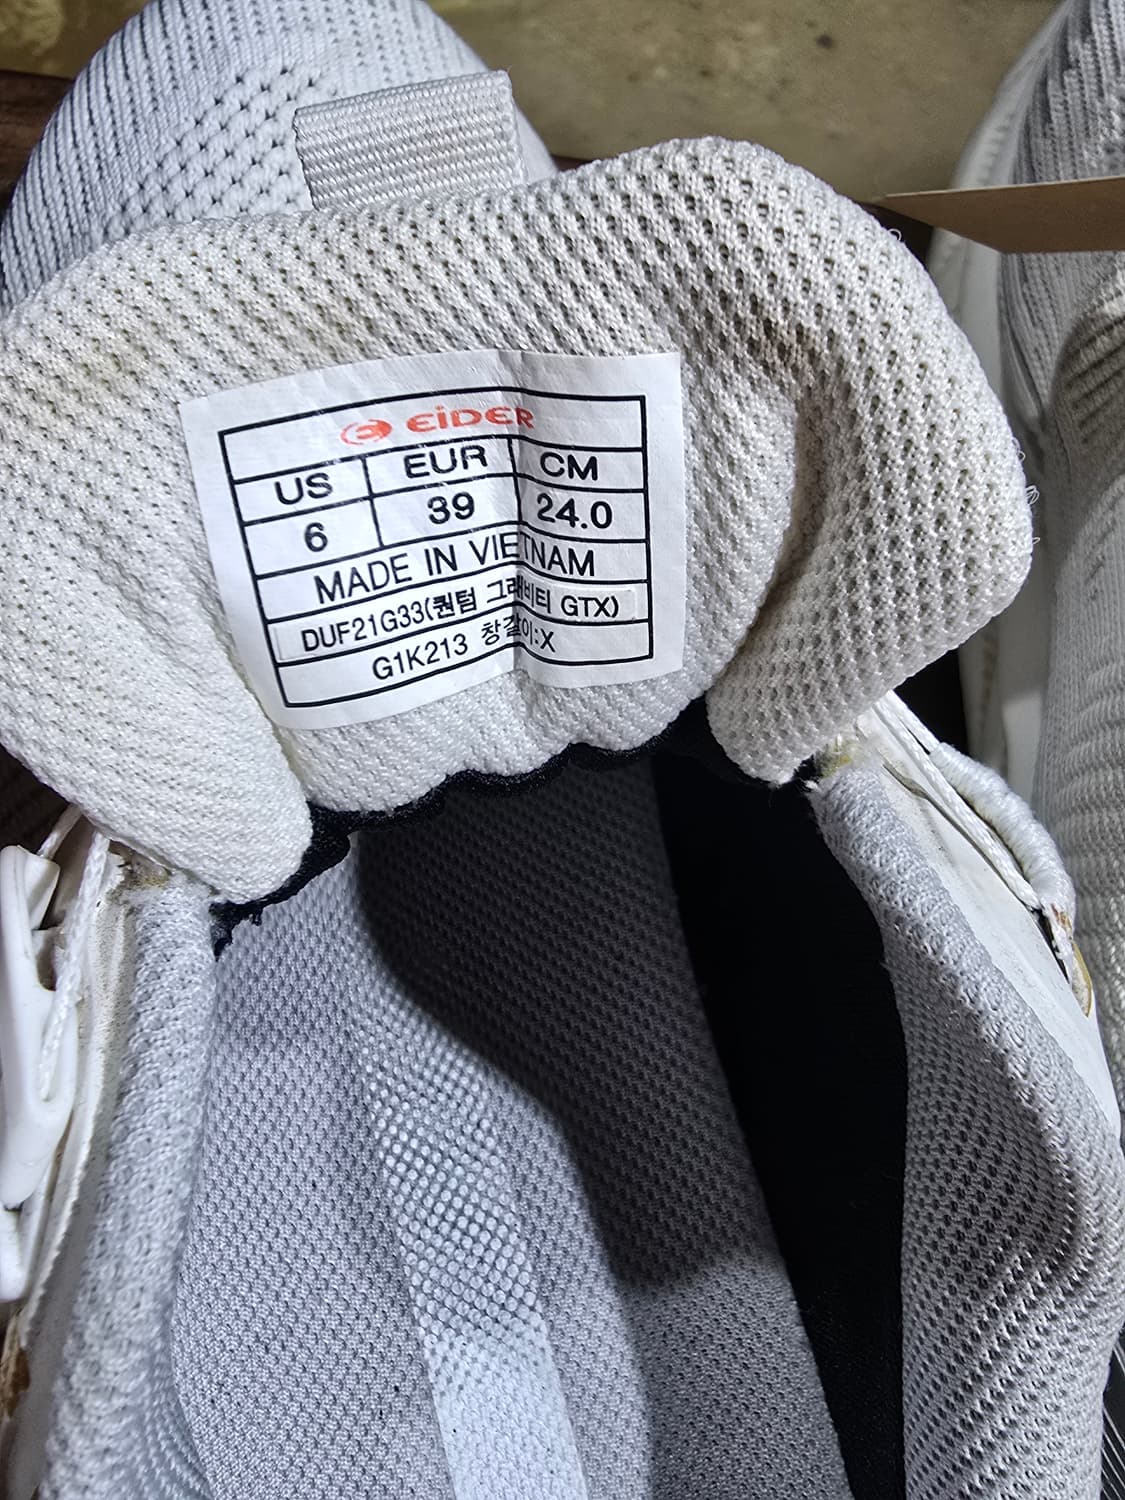 EiDER
US EUR CM
6 39 24.0
MADE IN VIETNAM
DUF21G33(퀀텀 그래비티 GTX)
G1K213 창갈이:X